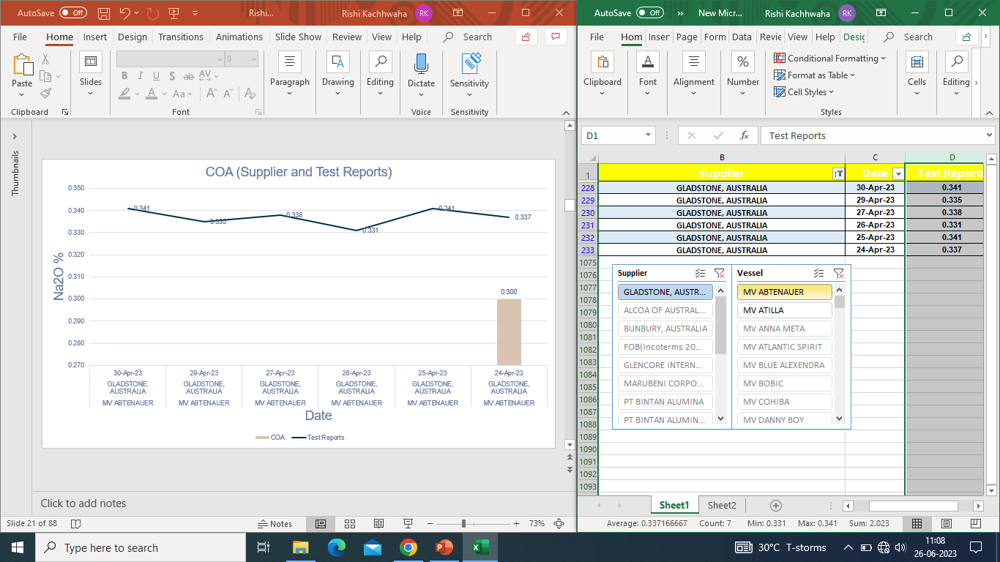 AutoSave Off Rishi... Rishi Kachhwaha RK
File Home Insert Design Transitions Animations Slide Show Review View Help Search
Paste Slides 9 Paragraph Drawing Editing Dictate Sensitivity
B I U S ab AV
A Aa A A A
Clipboard Font Voice Sensitivity
Thumbnails
COA (Supplier and Test Reports)
Na2O %
0.350
0.340
0.330
0.320
0.310
0.300
0.290
0.280
0.270
0.341 0.335 0.338 0.331 0.341 0.337
0.300
30-Apr-23 29-Apr-23 27-Apr-23 26-Apr-23 25-Apr-23 24-Apr-23
GLADSTONE, GLADSTONE, GLADSTONE, GLADSTONE, GLADSTONE, GLADSTONE,
AUSTRALIA AUSTRALIA AUSTRALIA AUSTRALIA AUSTRALIA AUSTRALIA
MV ABTENAUER MV ABTENAUER MV ABTENAUER MV ABTENAUER MV ABTENAUER MV ABTENAUER
Date
COA Test Reports
Click to add notes
Slide 21 of 88 Notes 73%
AutoSave Off New Micr... Rishi Kachhwaha RK
File Hom Inser Page Form Data Revie View Help Desig Search
Clipboard Font Alignment Number Conditional Formatting Cells Editing
Format as Table
Cell Styles
Styles
D1 fx Test Reports
B C D
1 Supplier Date Test Reports
228 GLADSTONE, AUSTRALIA 30-Apr-23 0.341
229 GLADSTONE, AUSTRALIA 29-Apr-23 0.335
230 GLADSTONE, AUSTRALIA 27-Apr-23 0.338
231 GLADSTONE, AUSTRALIA 26-Apr-23 0.331
232 GLADSTONE, AUSTRALIA 25-Apr-23 0.341
233 GLADSTONE, AUSTRALIA 24-Apr-23 0.337
1075
1076 Supplier Vessel
1077 GLADSTONE, AUSTR... MV ABTENAUER
1078
1079 ALCOA OF AUSTRAL... MV ATILLA
1080 BUNBURY, AUSTRALIA MV ANNA META
1081
1082 FOB(Incoterms 20... MV ATLANTIC SPIRIT
1083 GLENCORE INTERN... MV BLUE ALEXENDRA
1084
1085 MARUBENI CORPO... MV BOBIC
1086 PT BINTAN ALUMINA MV COHIBA
1087
1088 PT BINTAN ALUMIN... MV DANNY BOY
1089
1090
1091
1092
1093
Sheet1 Sheet2
Average: 0.337166667 Count: 7 Min: 0.331 Max: 0.341 Sum: 2.023
Type here to search 30°C T-storms 11:08
26-06-2023